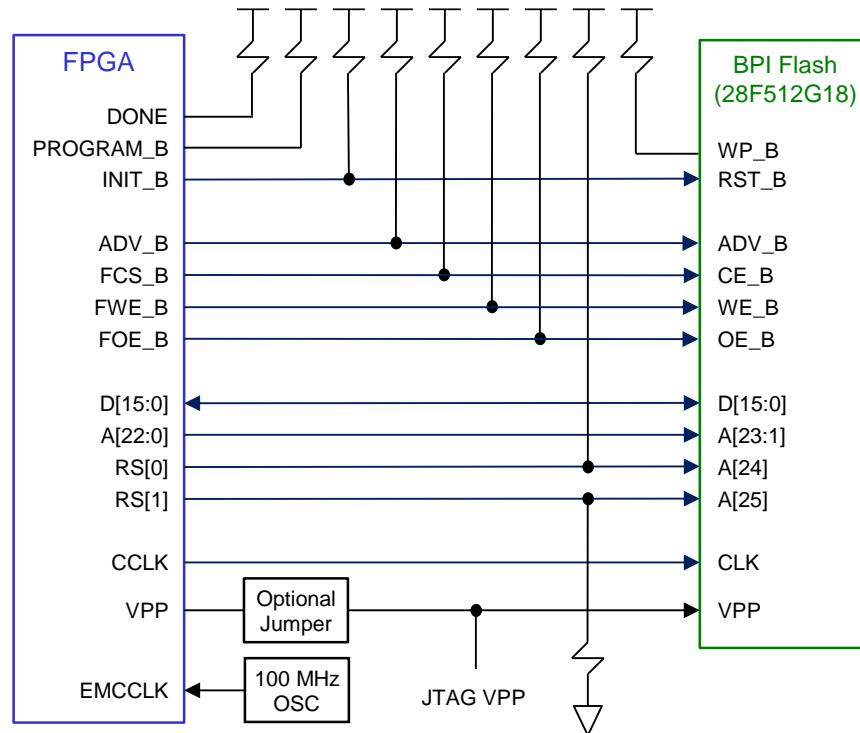 FPGA
BPI Flash
(28F512G18)
DONE
PROGRAM_B
WP_B
INIT_B
RST_B
ADV_B
ADV_B
FCS_B
CE_B
FWE_B
WE_B
FOE_B
OE_B
D[15:0]
D[15:0]
A[22:0]
A[23:1]
RS[0]
A[24]
RS[1]
A[25]
CCLK
CLK
VPP
Optional
Jumper
VPP
EMCCLK
100 MHz
OSC
JTAG VPP